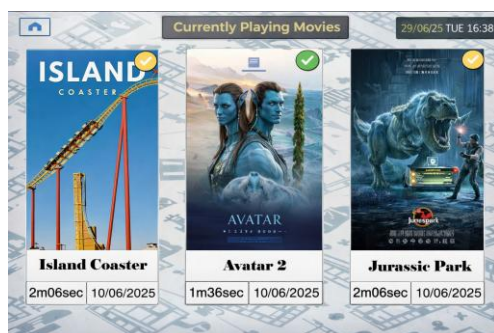 Currently Playing Movies
29/06/25 TUE 16:38
ISLAND
COASTER
AVATAR
Island Coaster
Avatar 2
Jurassic Park
2m06sec 10/06/2025
1m36sec 10/06/2025
2m06sec 10/06/2025